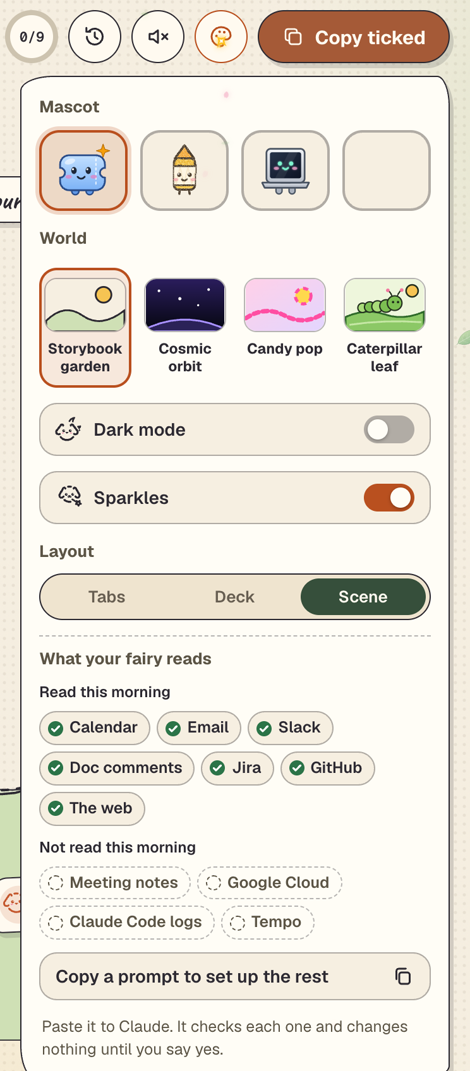 0/9
Copy ticked
Mascot
World
Storybook
garden
Cosmic
orbit
Candy pop
Caterpillar
leaf
Dark mode
Sparkles
Layout
Tabs
Deck
Scene
What your fairy reads
Read this morning
Calendar
Email
Slack
Doc comments
Jira
GitHub
The web
Not read this morning
Meeting notes
Google Cloud
Claude Code logs
Tempo
Copy a prompt to set up the rest
Paste it to Claude. It checks each one and changes
nothing until you say yes.